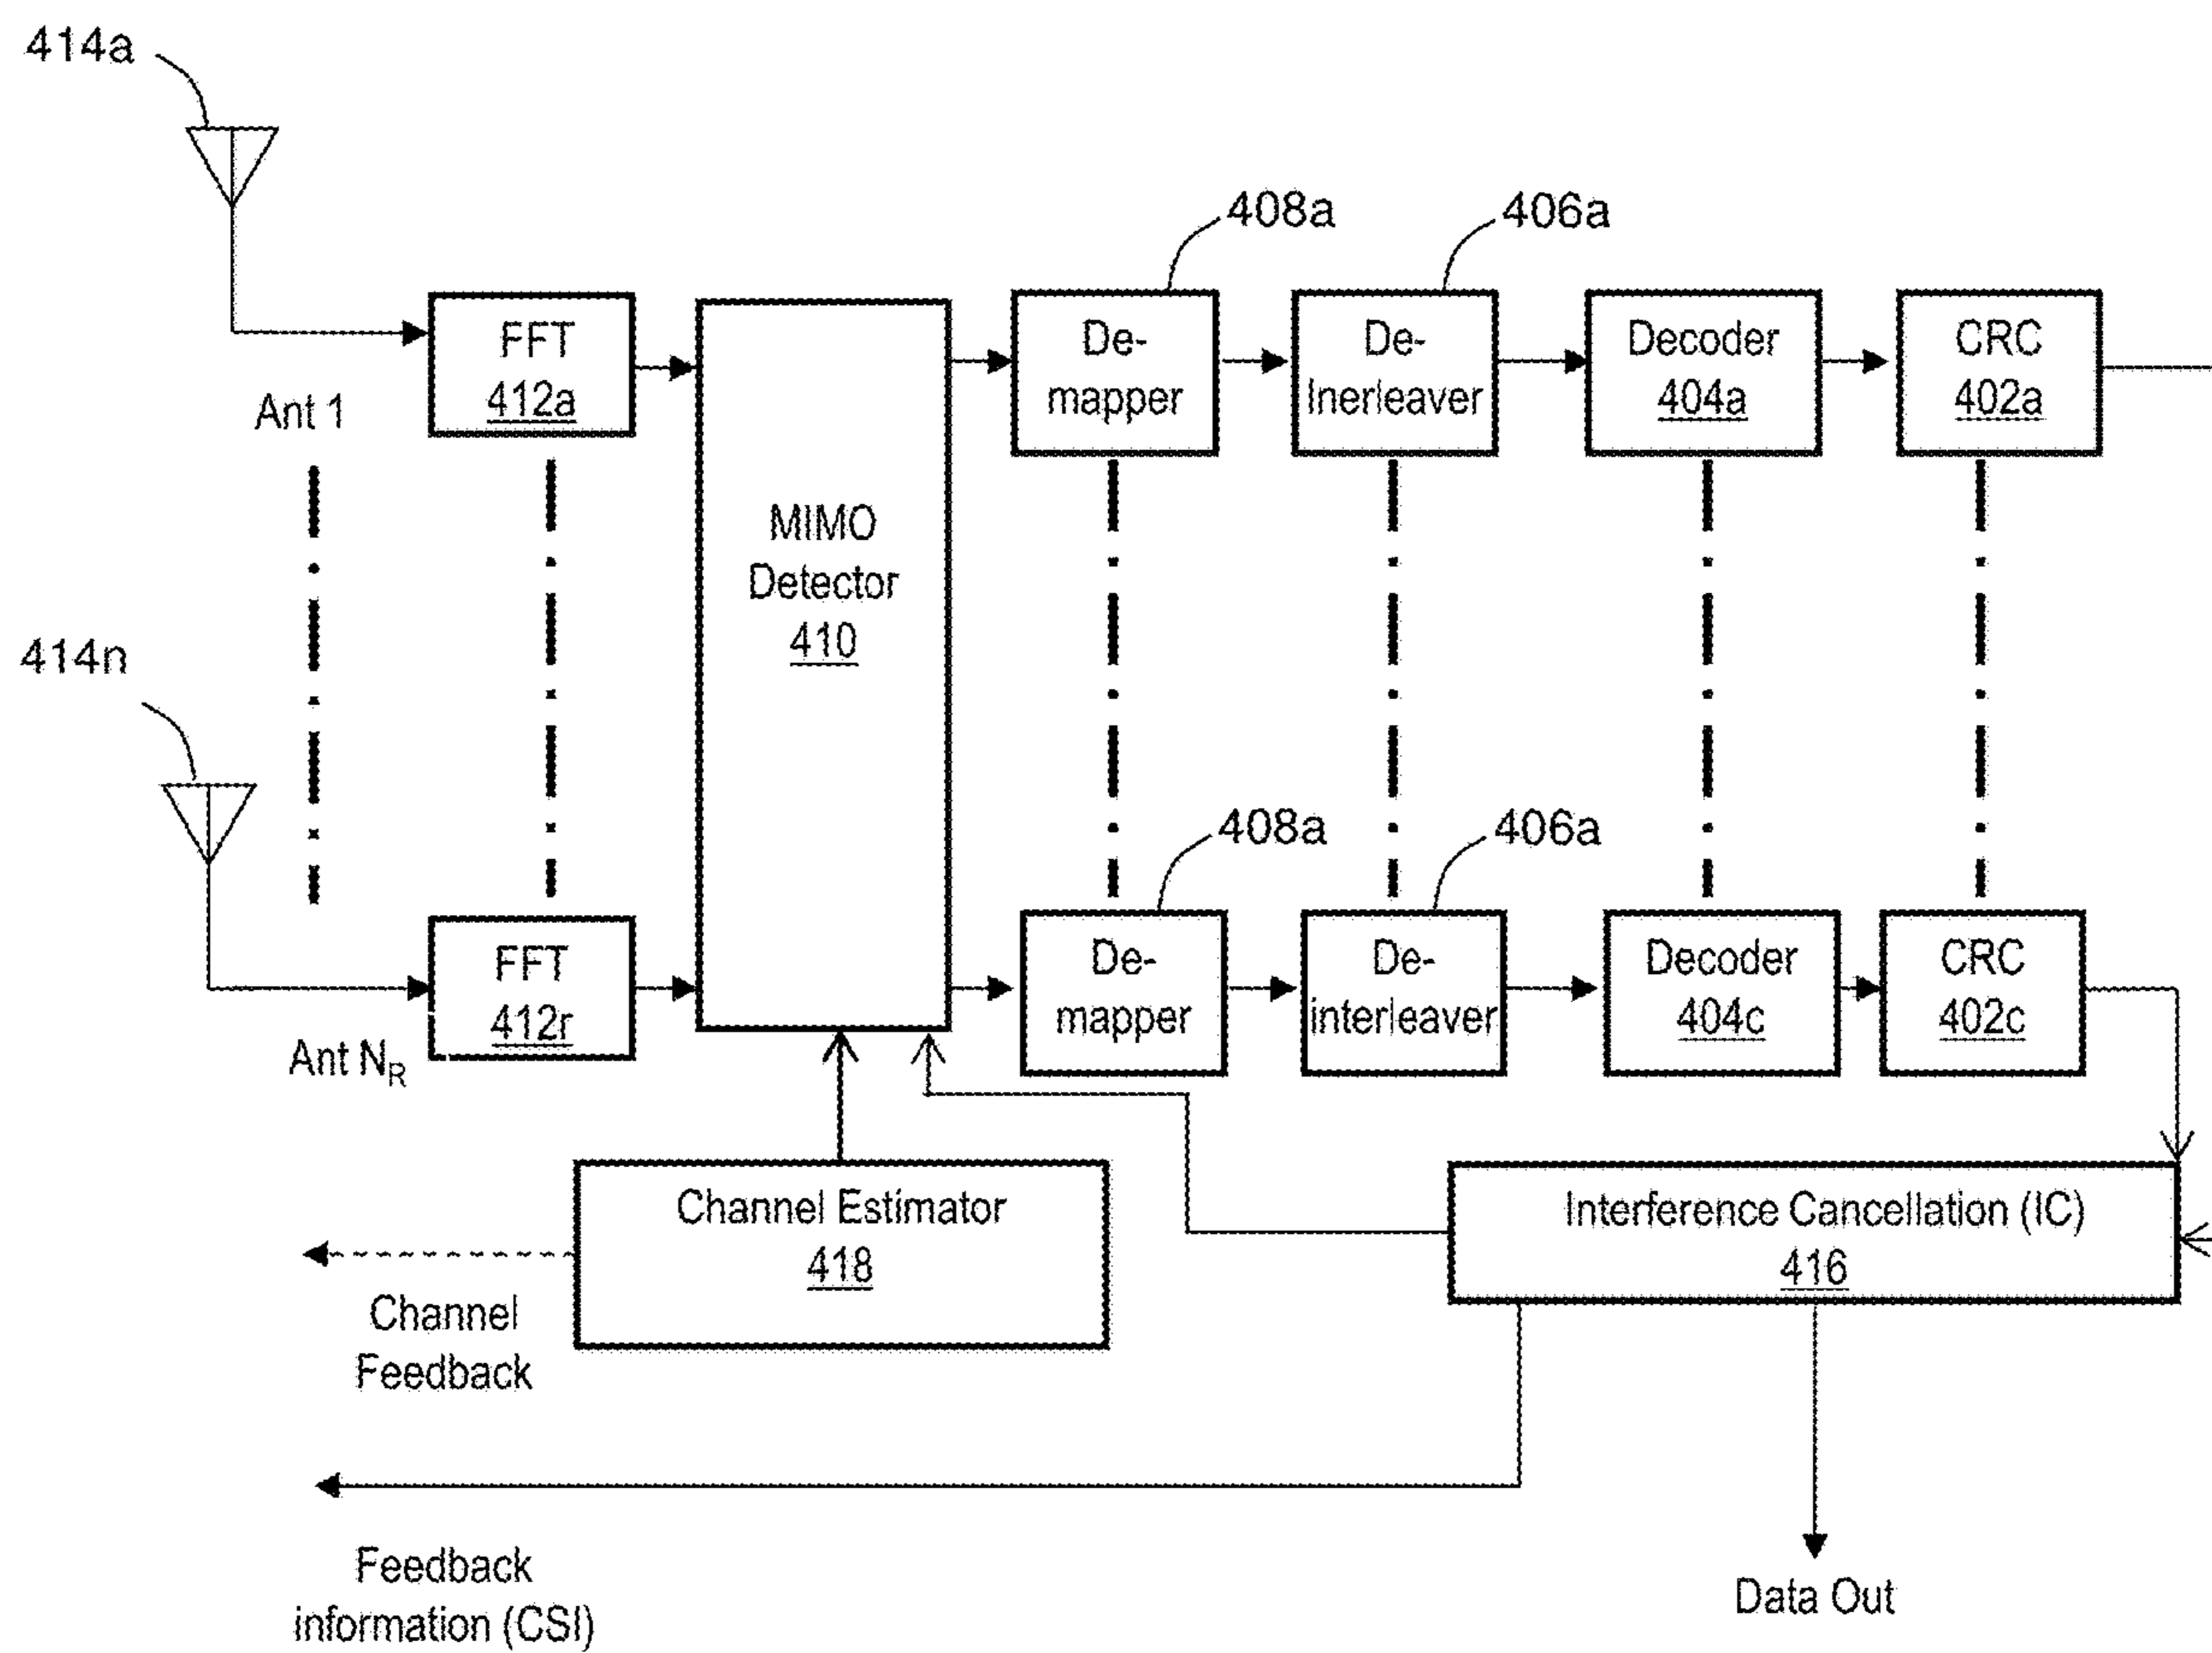 414a
408a
406a
FFT
412a
De-
mapper
De-
Inerleaver
Decoder
404a
CRC
402a
Ant 1
MIMO
Detector
410
414n
408a
406a
FFT
412r
De-
mapper
De-
interleaver
Decoder
404c
CRC
402c
Ant NR
Channel Estimator
418
Interference Cancellation (IC)
416
Channel
Feedback
Feedback
information (CSI)
Data Out